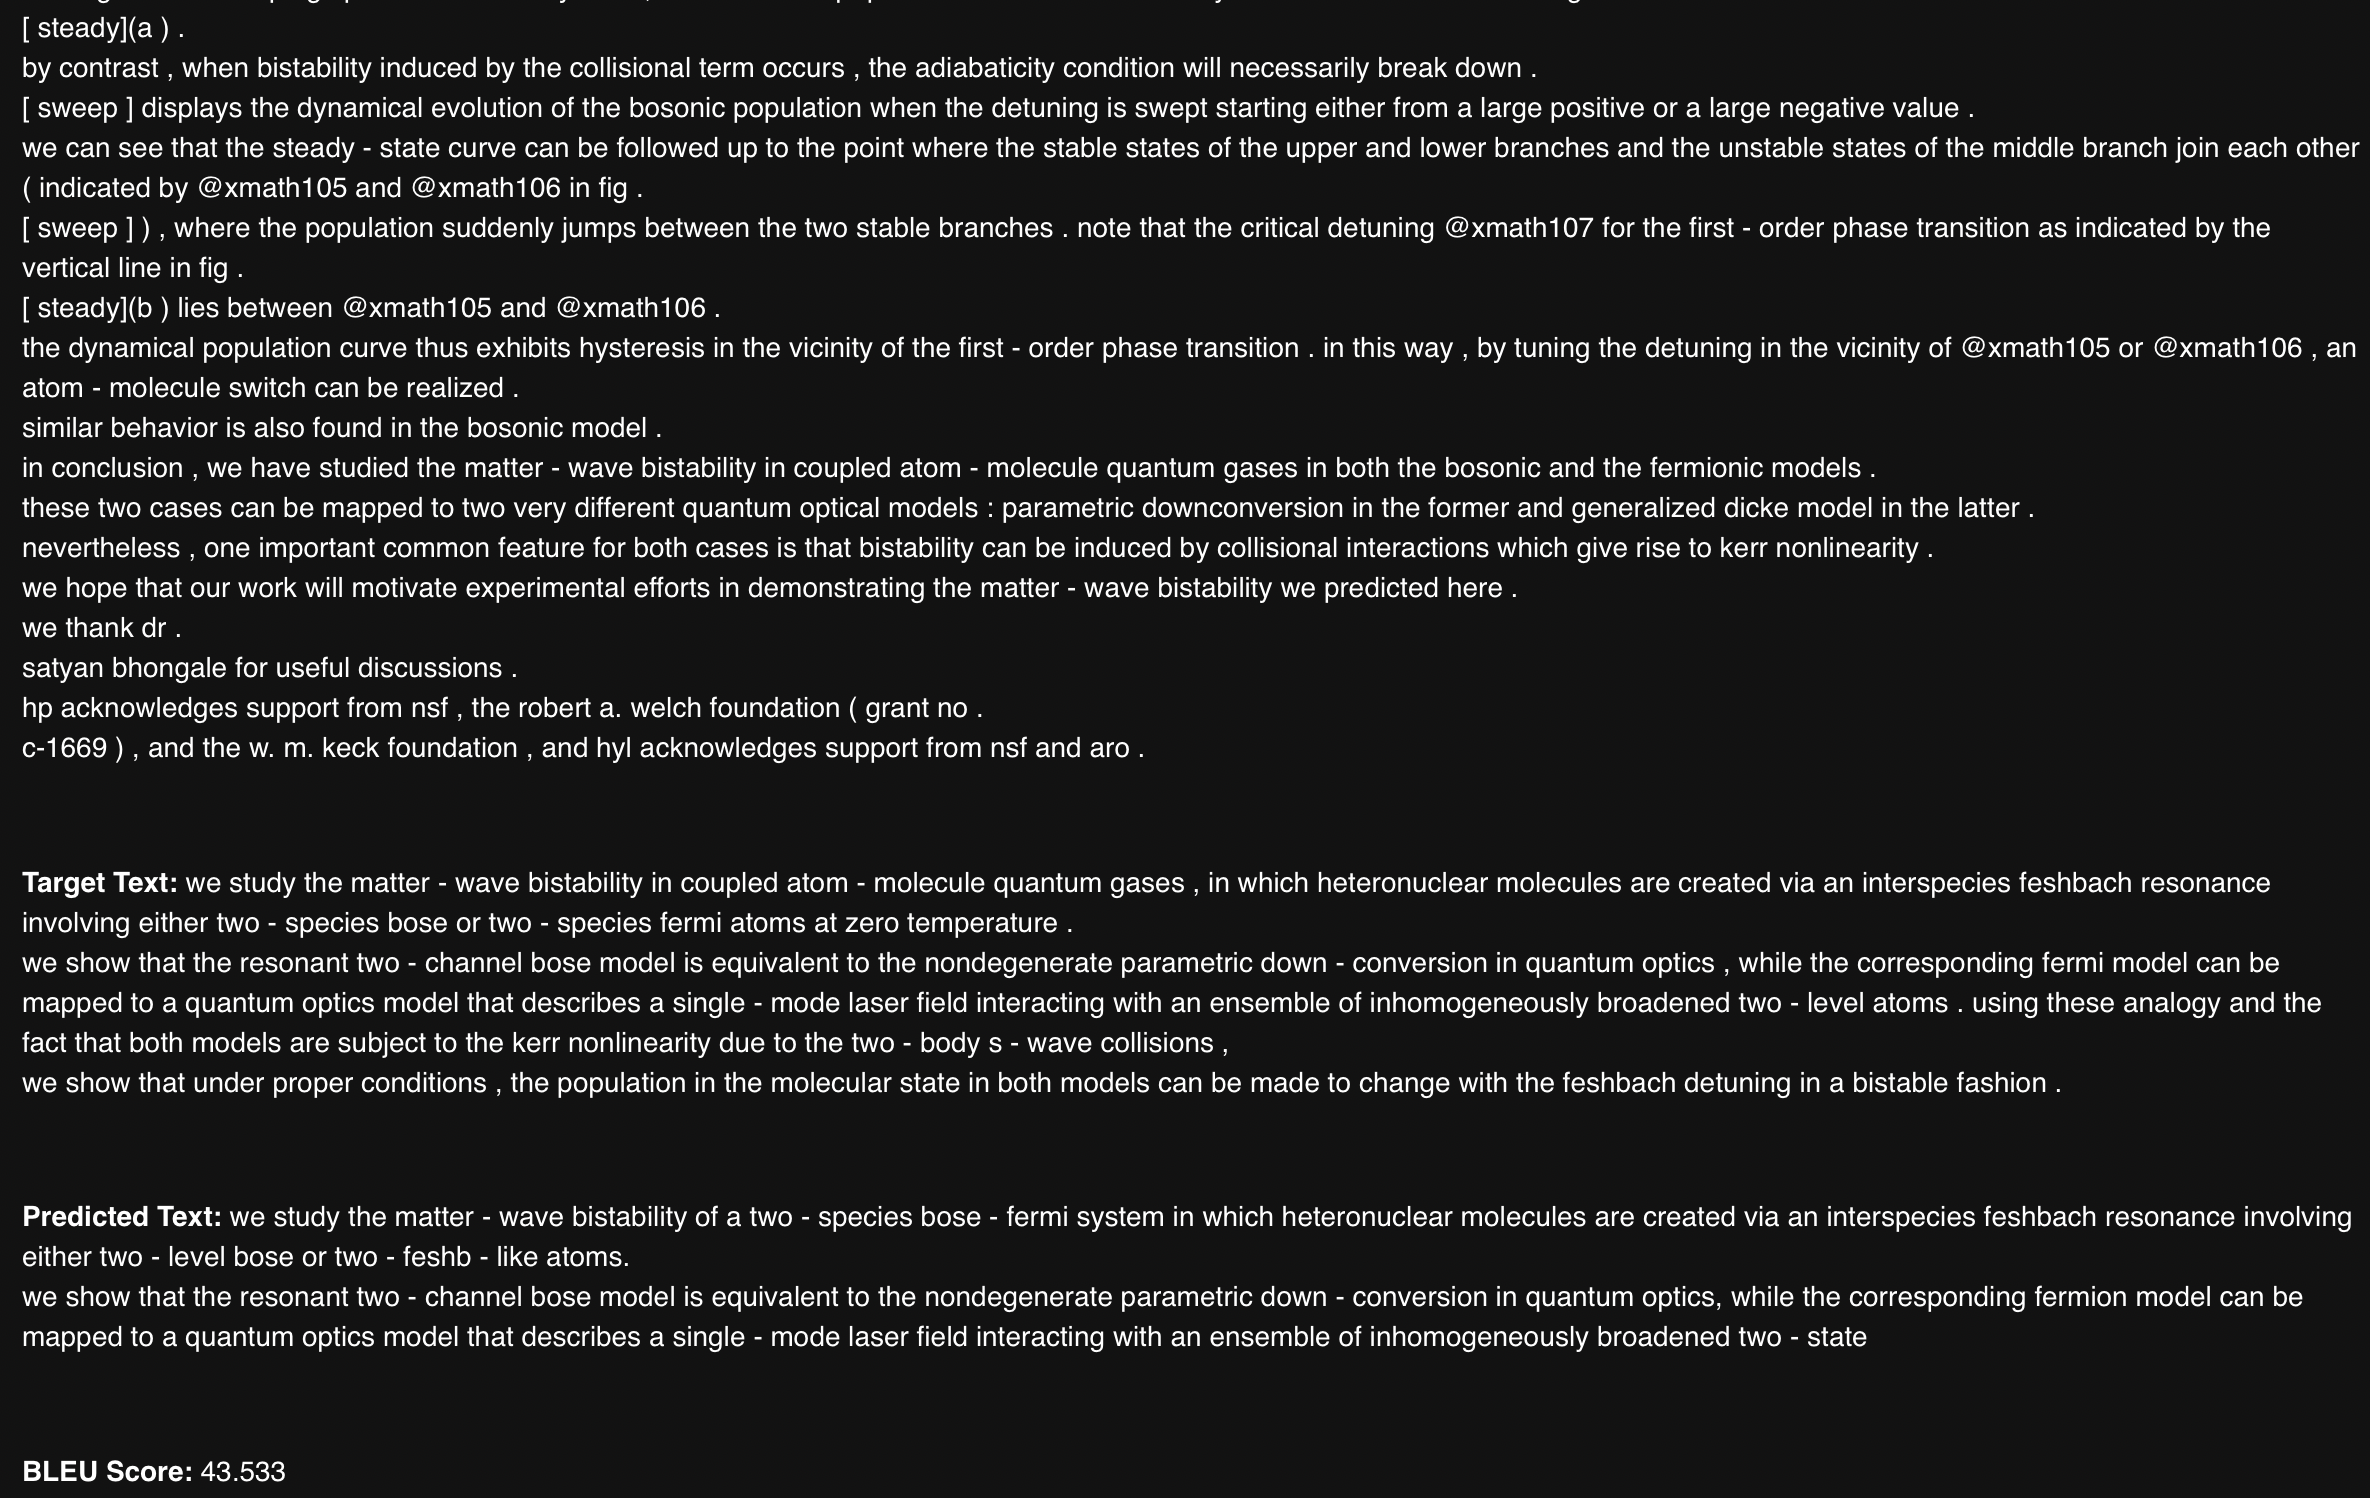 [ steady](a ) .
by contrast , when bistability induced by the collisional term occurs , the adiabaticity condition will necessarily break down .
[ sweep ] displays the dynamical evolution of the bosonic population when the detuning is swept starting either from a large positive or a large negative value .
we can see that the steady - state curve can be followed up to the point where the stable states of the upper and lower branches and the unstable states of the middle branch join each other
( indicated by @xmath105 and @xmath106 in fig .
[ sweep ] ) , where the population suddenly jumps between the two stable branches . note that the critical detuning @xmath107 for the first - order phase transition as indicated by the
vertical line in fig .
[ steady](b ) lies between @xmath105 and @xmath106 .
the dynamical population curve thus exhibits hysteresis in the vicinity of the first - order phase transition . in this way , by tuning the detuning in the vicinity of @xmath105 or @xmath106 , an
atom - molecule switch can be realized .
similar behavior is also found in the bosonic model .
in conclusion , we have studied the matter - wave bistability in coupled atom - molecule quantum gases in both the bosonic and the fermionic models .
these two cases can be mapped to two very different quantum optical models : parametric downconversion in the former and generalized dicke model in the latter .
nevertheless , one important common feature for both cases is that bistability can be induced by collisional interactions which give rise to kerr nonlinearity .
we hope that our work will motivate experimental efforts in demonstrating the matter - wave bistability we predicted here .
we thank dr .
satyan bhongale for useful discussions .
hp acknowledges support from nsf , the robert a. welch foundation ( grant no .
c-1669 ) , and the w. m. keck foundation , and hyl acknowledges support from nsf and aro .
Target Text: we study the matter - wave bistability in coupled atom - molecule quantum gases , in which heteronuclear molecules are created via an interspecies feshbach resonance
involving either two - species bose or two - species fermi atoms at zero temperature .
we show that the resonant two - channel bose model is equivalent to the nondegenerate parametric down - conversion in quantum optics , while the corresponding fermi model can be
mapped to a quantum optics model that describes a single - mode laser field interacting with an ensemble of inhomogeneously broadened two - level atoms . using these analogy and the
fact that both models are subject to the kerr nonlinearity due to the two - body s - wave collisions ,
we show that under proper conditions , the population in the molecular state in both models can be made to change with the feshbach detuning in a bistable fashion .
Predicted Text: we study the matter - wave bistability of a two - species bose - fermi system in which heteronuclear molecules are created via an interspecies feshbach resonance involving
either two - level bose or two - feshb - like atoms.
we show that the resonant two - channel bose model is equivalent to the nondegenerate parametric down - conversion in quantum optics, while the corresponding fermion model can be
mapped to a quantum optics model that describes a single - mode laser field interacting with an ensemble of inhomogeneously broadened two - state
BLEU Score: 43.533